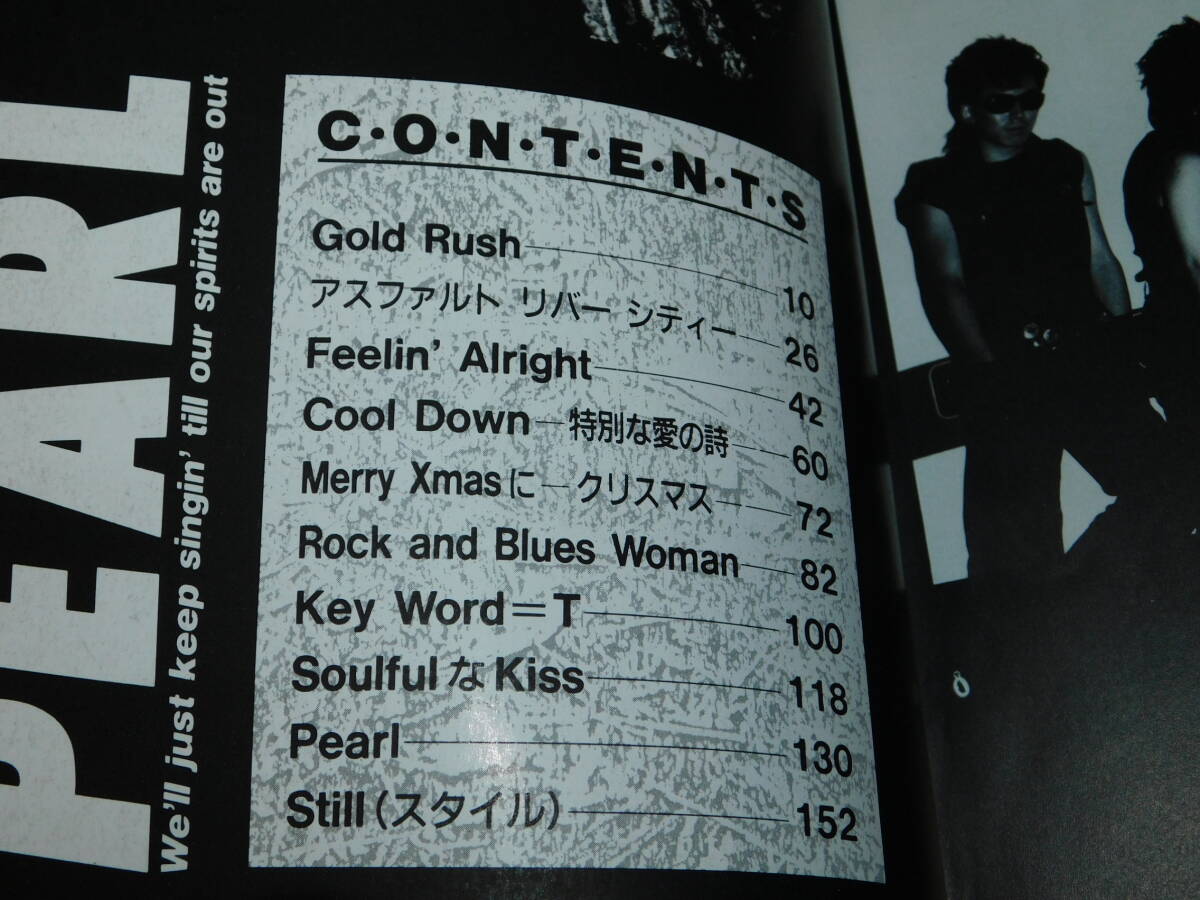 PEARL
We'll just keep singin' till our spirits are out
C·O·N·T·E·N·T·S
Gold Rush 10
アスファルト リバー シティー 26
Feelin' Alright 42
Cool Down―特別な愛の詩 60
Merry Xmasに―クリスマス 72
Rock and Blues Woman 82
Key Word=T 100
SoulfulなKiss 118
Pearl 130
Still(スタイル) 152